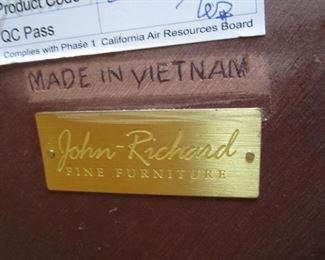 Product Code
QC Pass
Complies with Phase 1 California Air Resources Board
MADE IN VIETNAM
John-Richard
FINE FURNITURE